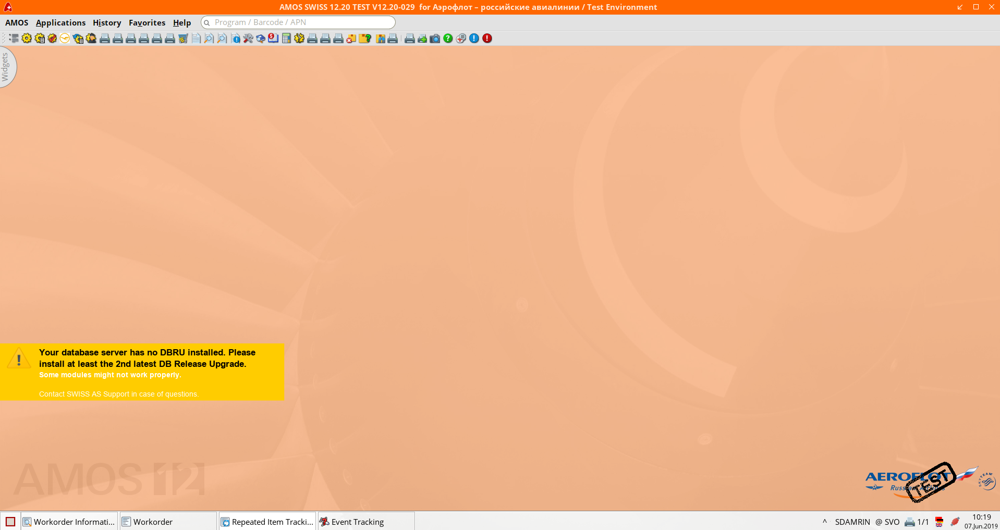 AMOS SWISS 12.20 TEST V12.20-029  for Аэрофлот – российские авиалинии / Test Environment
AMOS Applications History Favorites Help Program / Barcode / APN
Widgets
Your database server has no DBRU installed. Please
install at least the 2nd latest DB Release Upgrade.
Some modules might not work properly.
Contact SWISS AS Support in case of questions.
AMOS 12
AEROFLOT
Russian Airlines
TEST
SKYTEAM
Workorder Informati... Workorder Repeated Item Tracki... Event Tracking ^ SDAMRIN @ SVO 1/1 10:19
07.Jun.2019